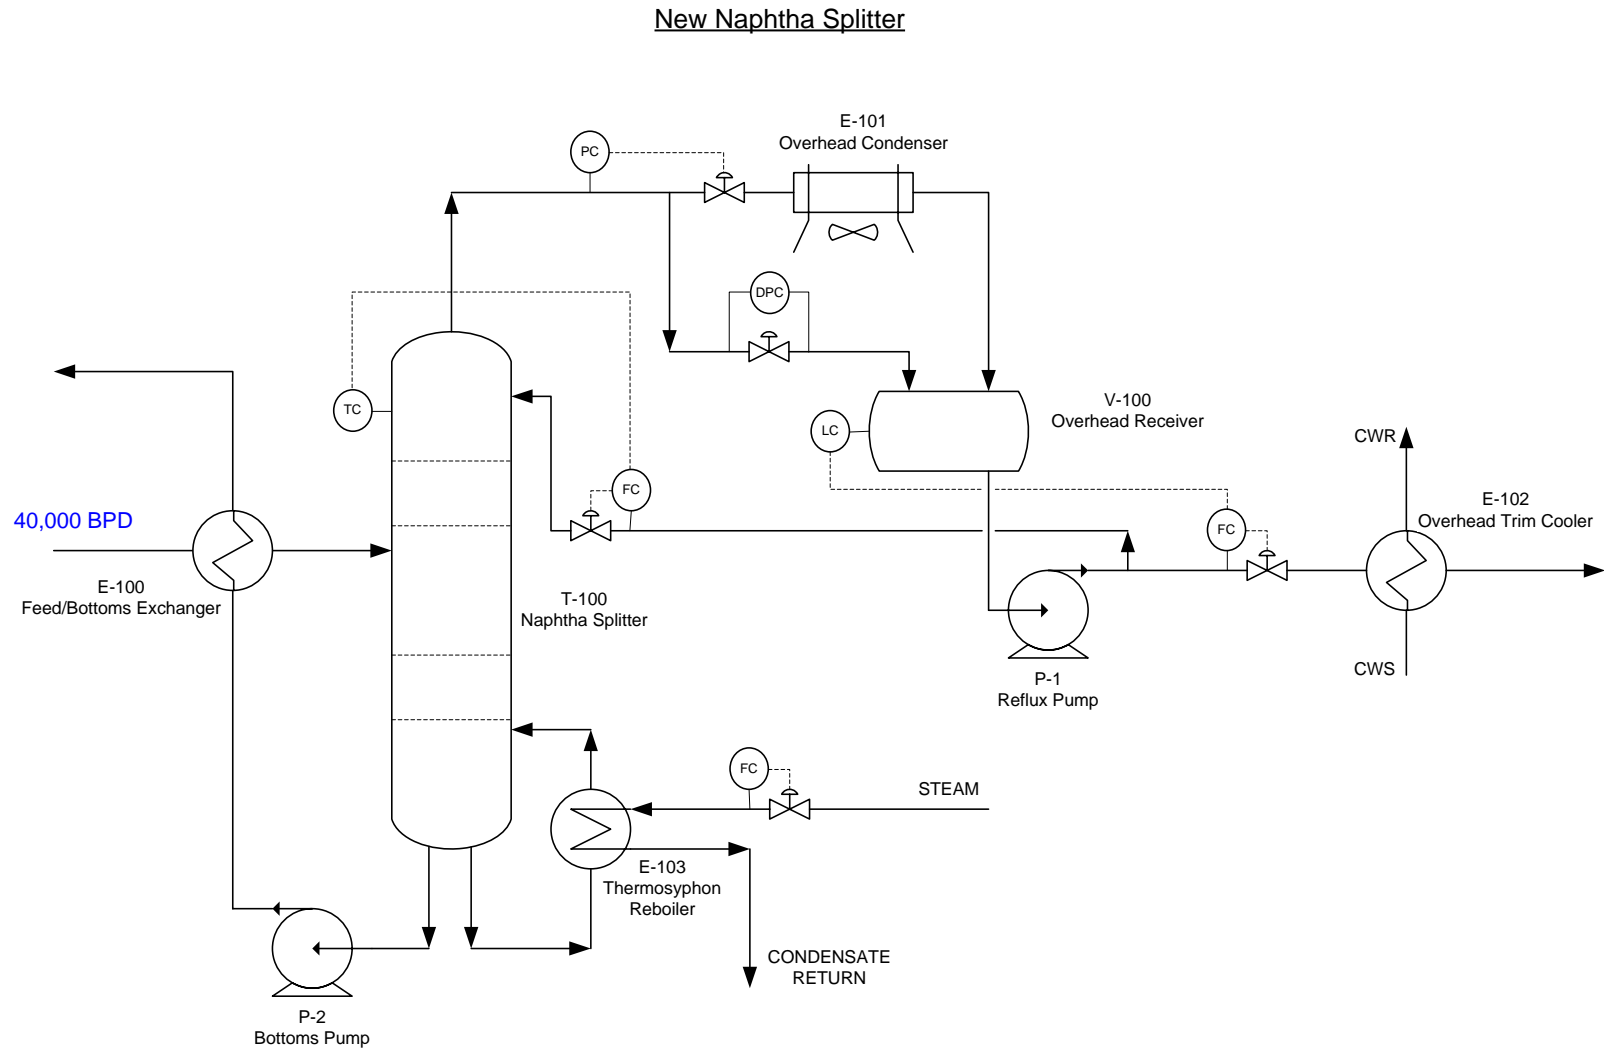 New Naphtha Splitter
E-101
Overhead Condenser
PC
DPC
TC
V-100
Overhead Receiver
LC
CWR
FC
E-102
Overhead Trim Cooler
40,000 BPD
FC
E-100
Feed/Bottoms Exchanger
T-100
Naphtha Splitter
CWS
P-1
Reflux Pump
FC
STEAM
E-103
Thermosyphon
Reboiler
CONDENSATE
RETURN
P-2
Bottoms Pump